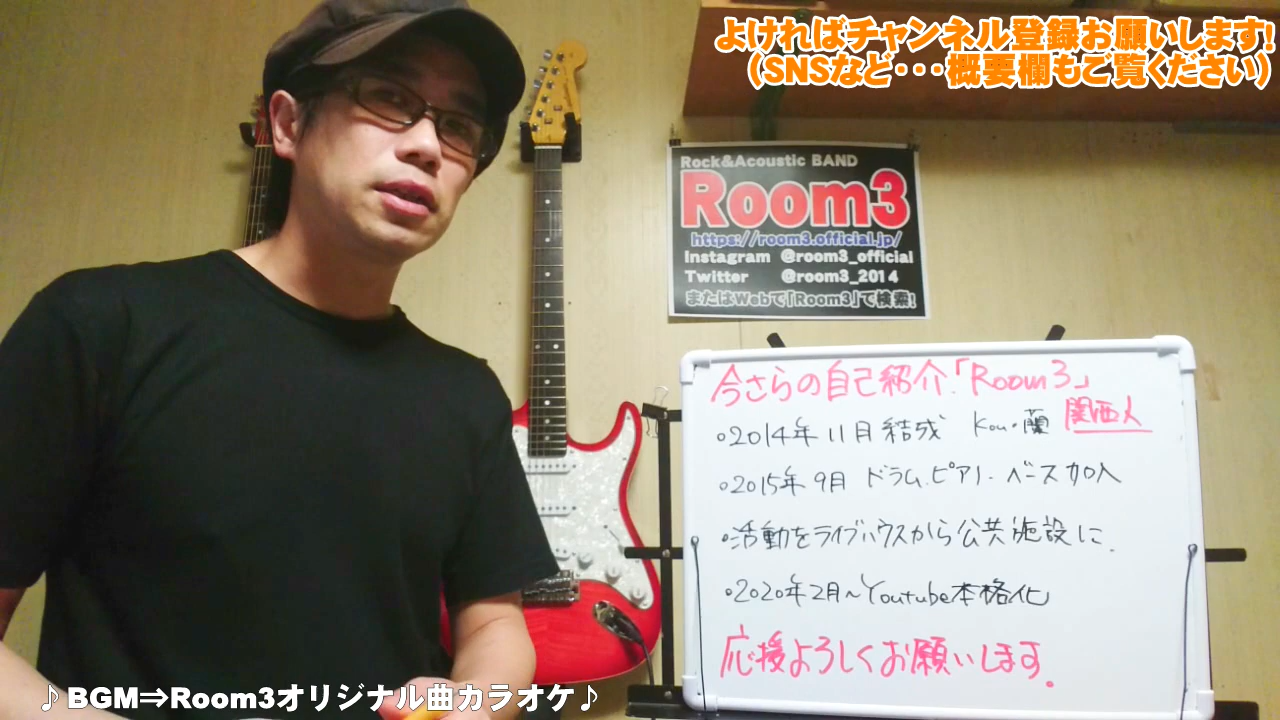 よければチャンネル登録お願いします!
(SNSなど・・・概要欄もご覧ください)
Rock&Acoustic BAND
Room3
https://room3.official.jp/
Instagram @room3_official
Twitter @room3_2014
またはWebで「Room3」で検索!
今さらの自己紹介.「Room3」
・2014年11月結成 Kou・蘭 関西人
・2015年9月 ドラム.ピアノ.ベース加入
・活動をライブハウスから公共施設に.
・2020年2月~Youtube本格化
応援よろしくお願いします.
♪BGM⇒Room3オリジナル曲カラオケ♪